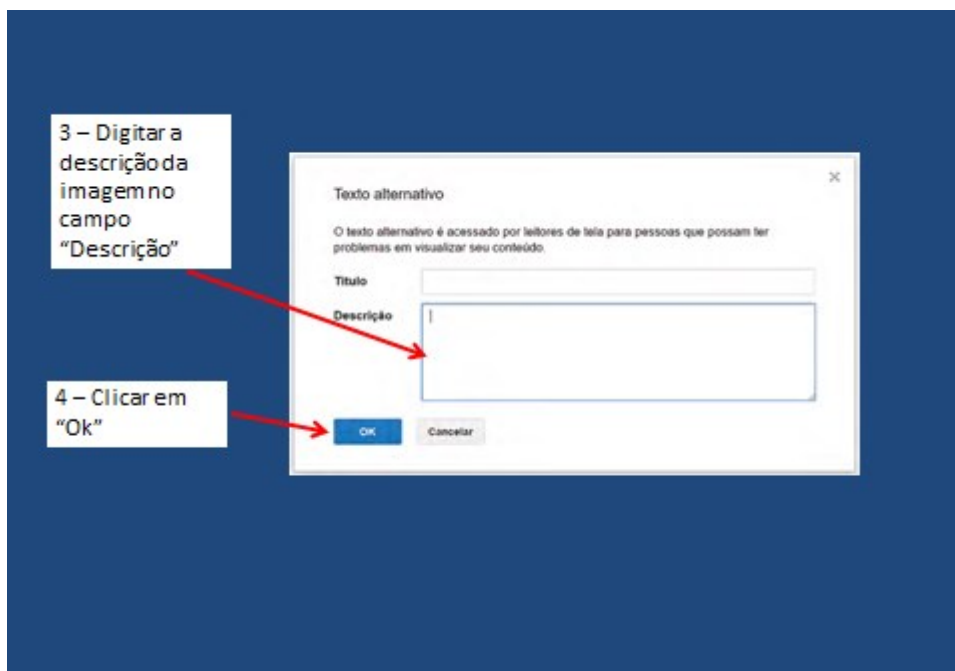 3 – Digitar a
descrição da
imagem no
campo
“Descrição”
×
Texto alternativo
O texto alternativo é acessado por leitores de tela para pessoas que possam ter
problemas em visualizar seu conteúdo.
Título
Descrição
4 – Clicar em
“Ok”
OK
Cancelar